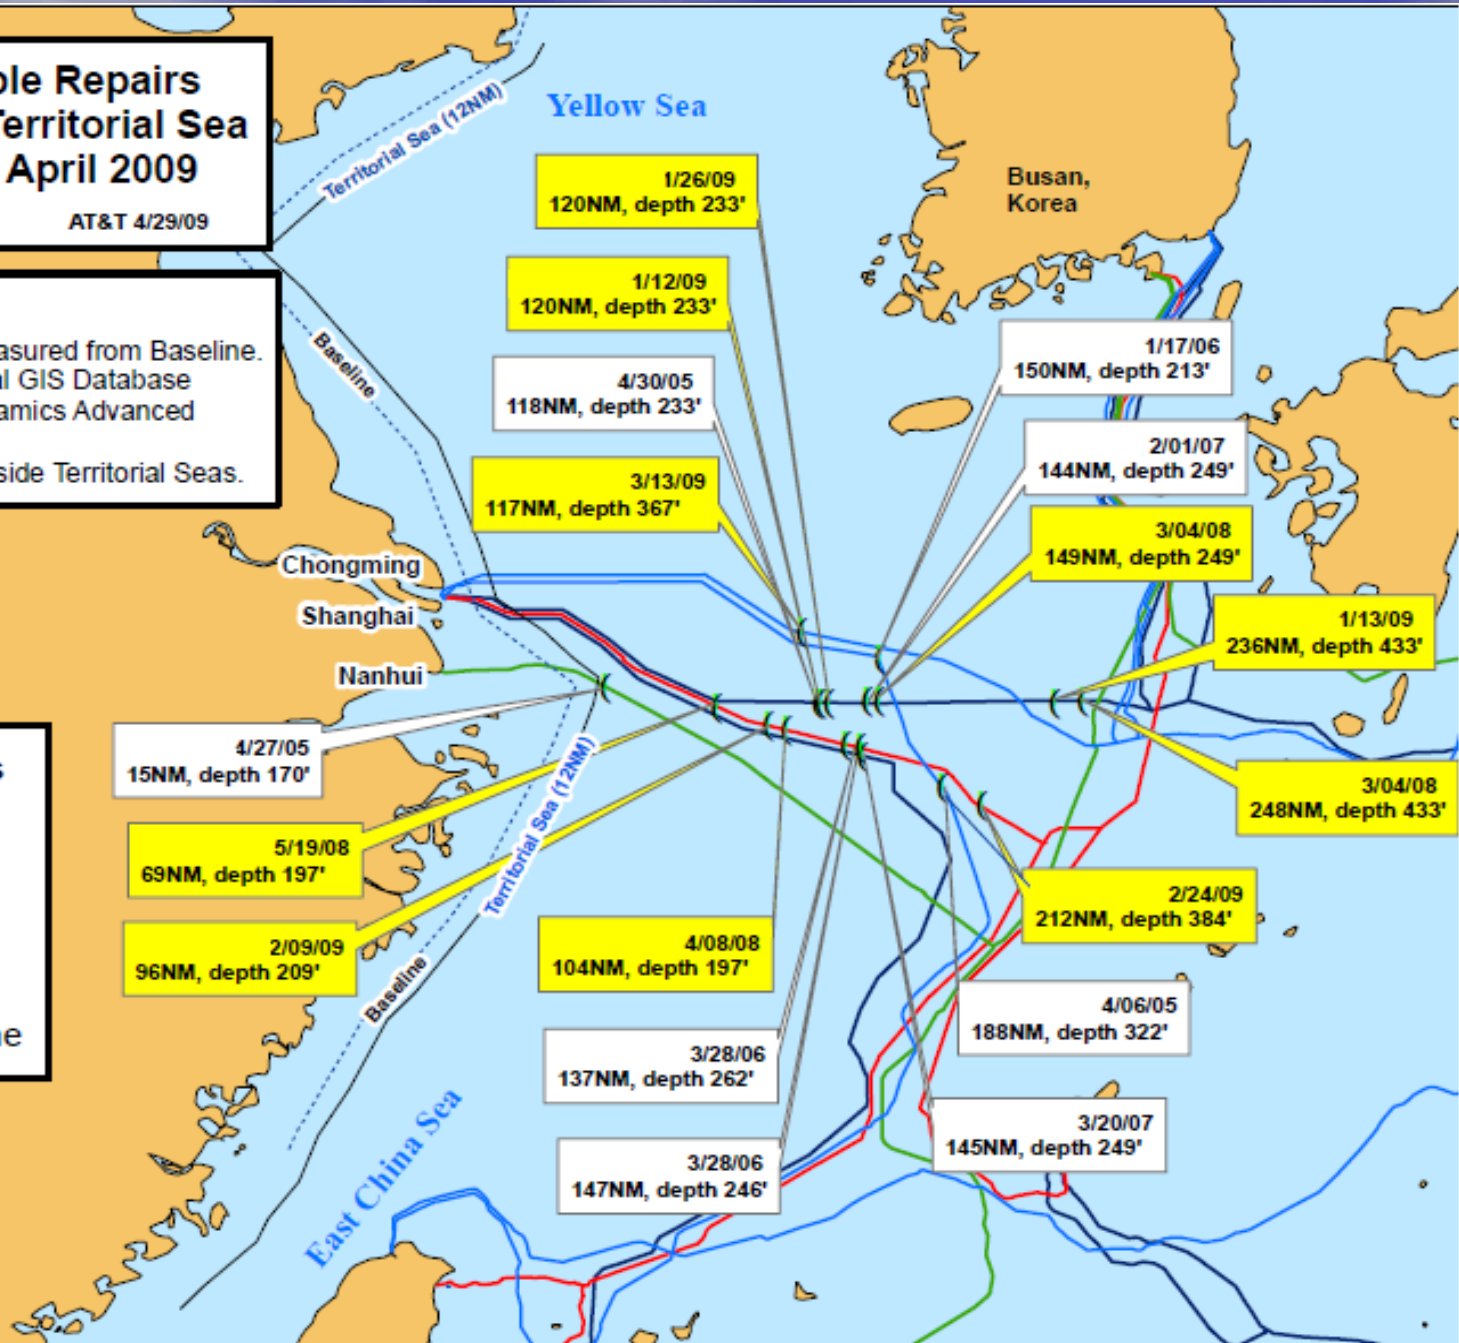 ble Repairs
Territorial Sea
April 2009
AT&T 4/29/09
asured from Baseline.
al GIS Database
namics Advanced
side Territorial Seas.
s
ne
Territorial Sea (12NM)
Yellow Sea
Busan,
Korea
Baseline
1/26/09
120NM, depth 233'
1/12/09
120NM, depth 233'
4/30/05
118NM, depth 233'
3/13/09
117NM, depth 367'
1/17/06
150NM, depth 213'
2/01/07
144NM, depth 249'
3/04/08
149NM, depth 249'
1/13/09
236NM, depth 433'
3/04/08
248NM, depth 433'
Chongming
Shanghai
Nanhui
4/27/05
15NM, depth 170'
5/19/08
69NM, depth 197'
2/09/09
96NM, depth 209'
Territorial Sea (12NM)
Baseline
4/08/08
104NM, depth 197'
2/24/09
212NM, depth 384'
4/06/05
188NM, depth 322'
3/28/06
137NM, depth 262'
3/20/07
145NM, depth 249'
3/28/06
147NM, depth 246'
East China Sea